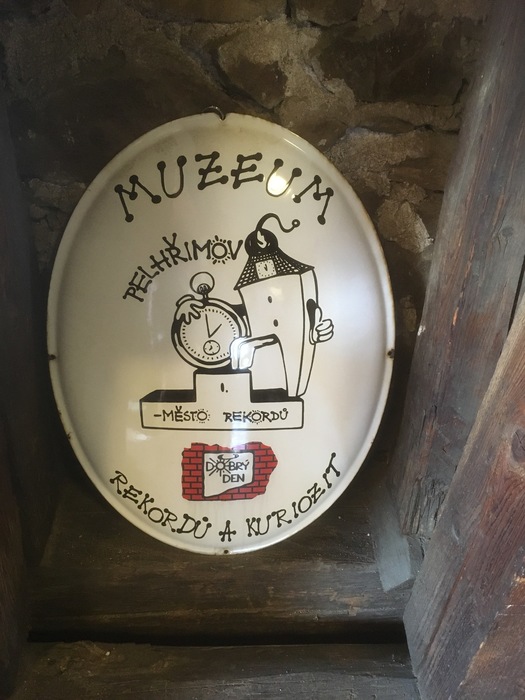 MUZEUM
PELHŘIMOV
-MĚSTO REKORDŮ
DOBRÝ
DEN
REKORDŮ A KURIOZIT